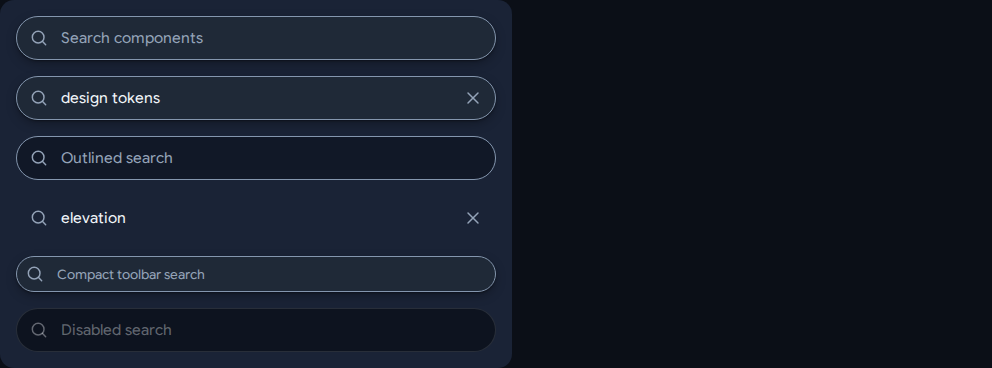 Search components
design tokens
Outlined search
elevation
Compact toolbar search
Disabled search